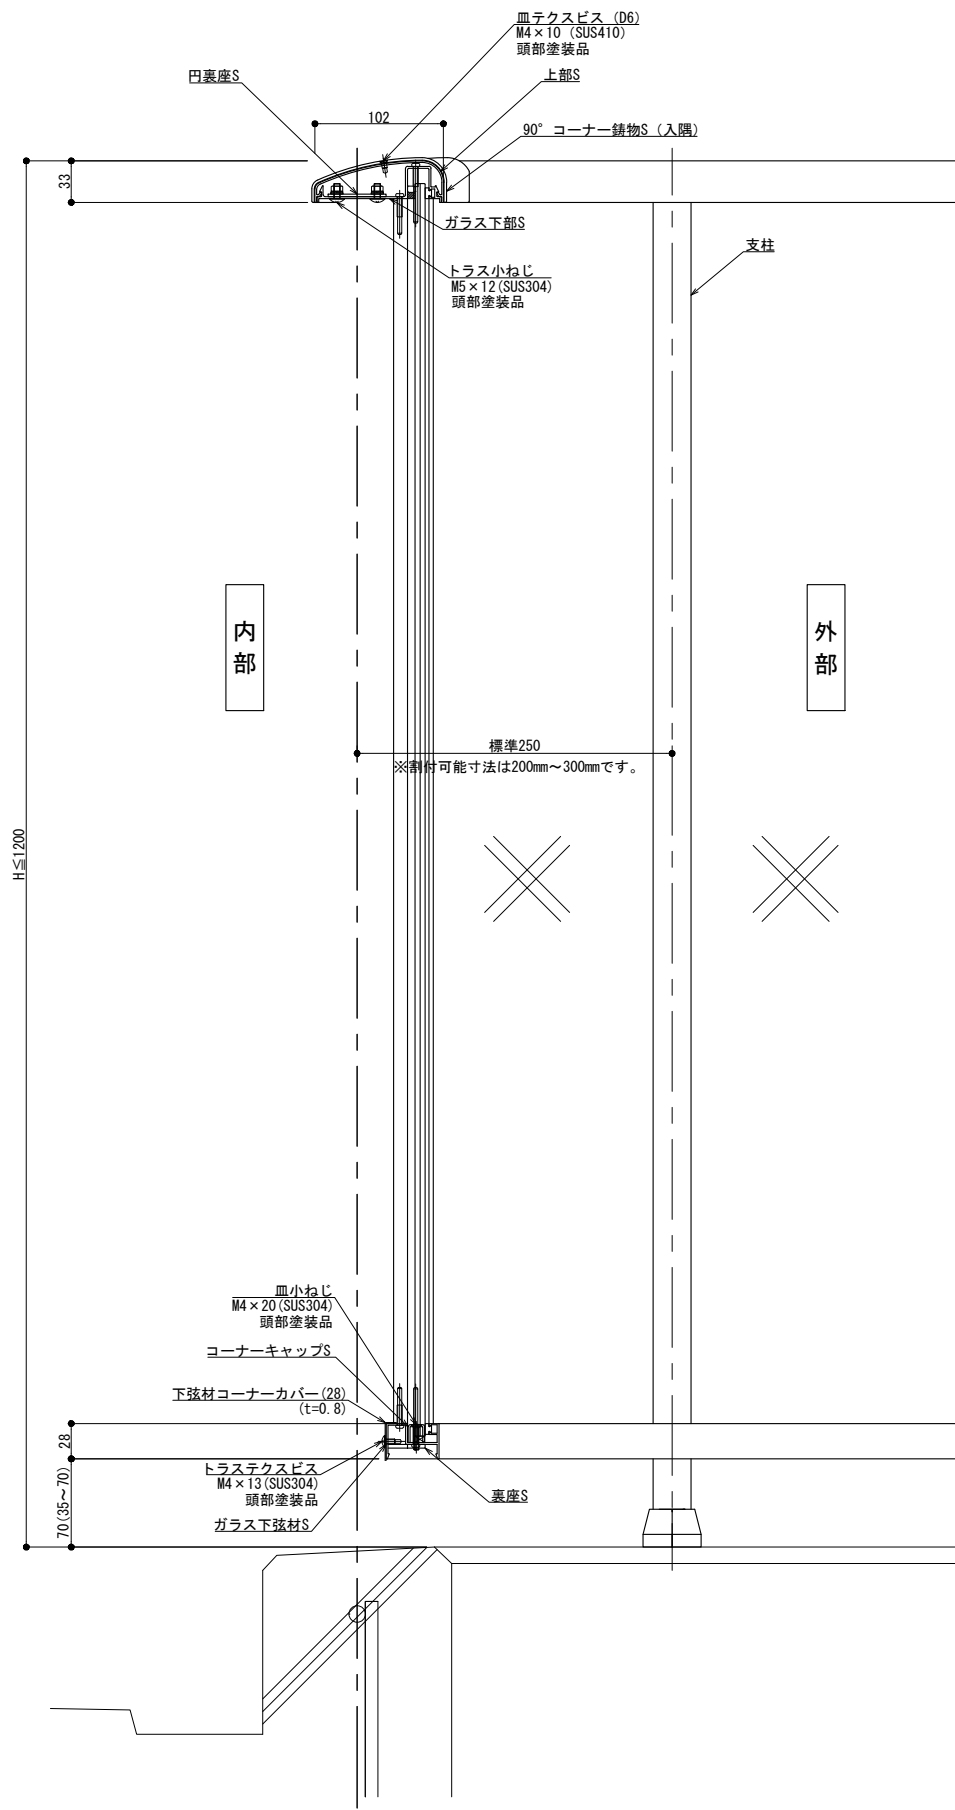 皿テクスビス (D6)
M4×10 (SUS410)
頭部塗装品
円裏座S
上部S
102
90° コーナー鋳物S (入隅)
33
ガラス下部S
支柱
トラス小ねじ
M5×12(SUS304)
頭部塗装品
内部
外部
標準250
※割付可能寸法は200mm～300mmです。
H≦1200
皿小ねじ
M4×20(SUS304)
頭部塗装品
コーナーキャップS
下弦材コーナーカバー(28)
(t=0.8)
28
トラステクスビス
M4×13(SUS304)
頭部塗装品
裏座S
ガラス下弦材S
70(35～70)